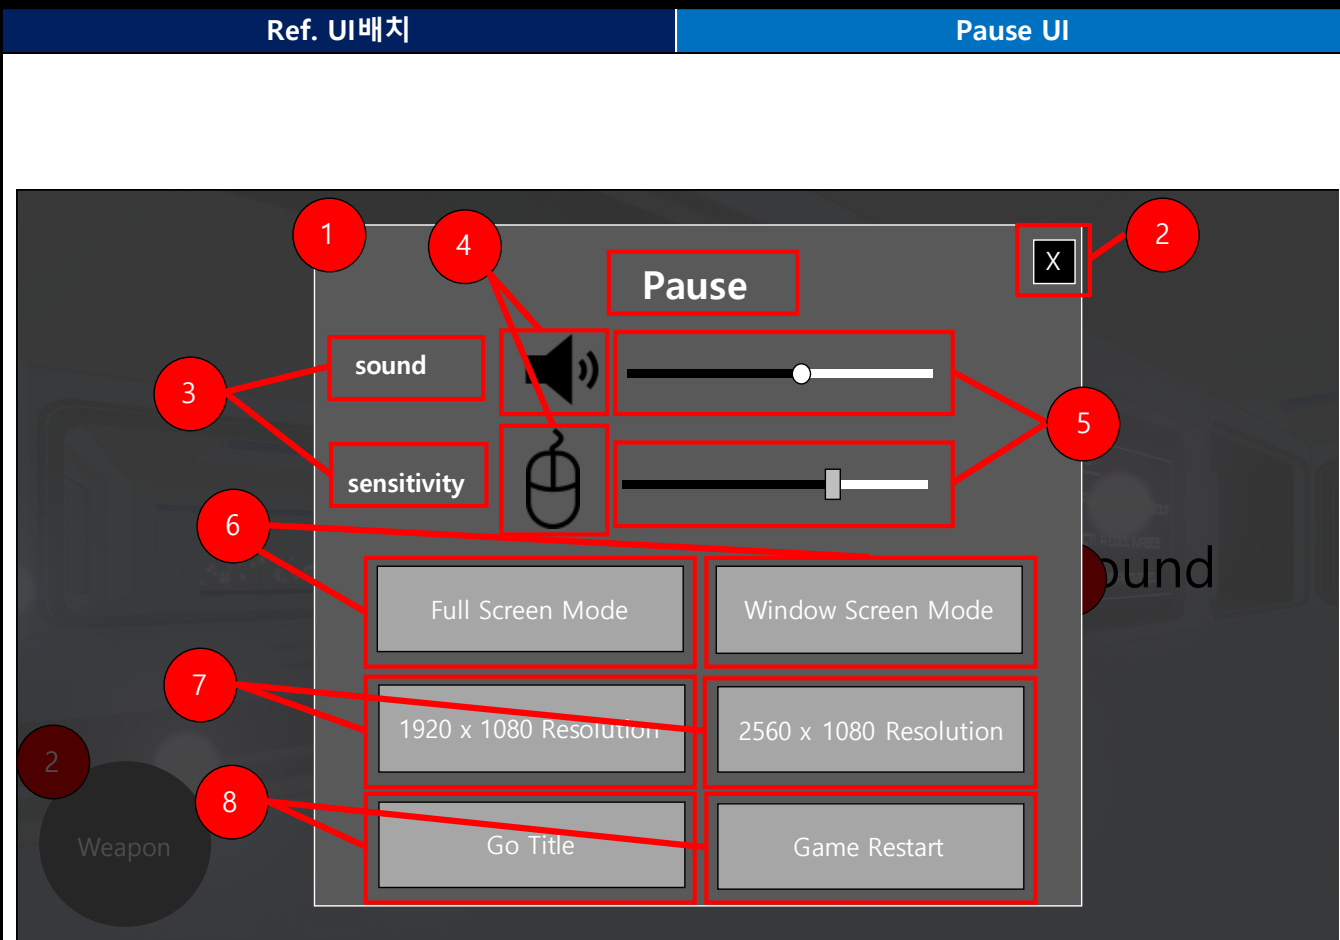 Ref. UI배치
Pause UI
1
4
2
X
Pause
sound
3
5
sensitivity
6
ound
Full Screen Mode
Window Screen Mode
7
1920 x 1080 Resolution
2560 x 1080 Resolution
2
8
Weapon
Go Title
Game Restart